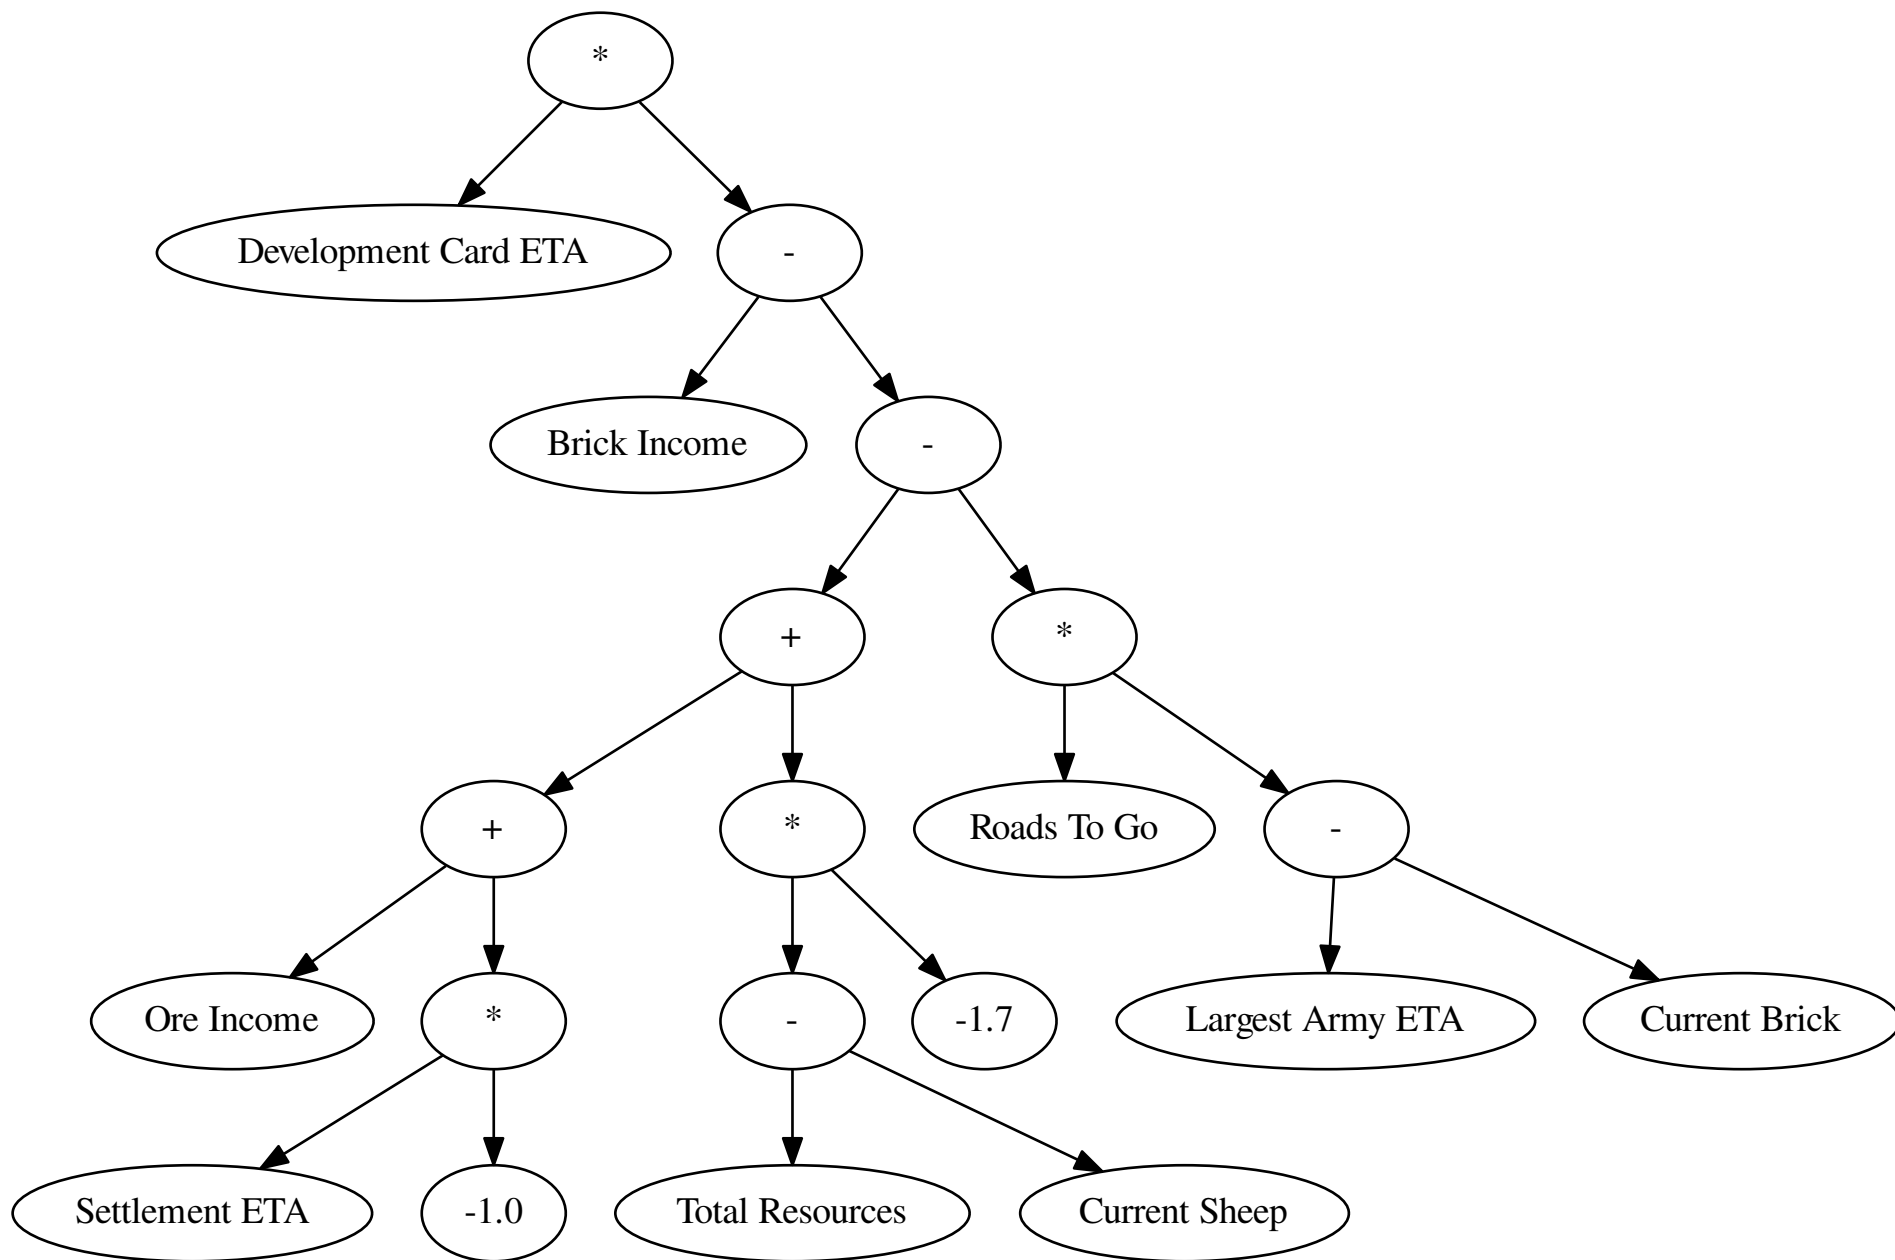 *
Development Card ETA
-
Brick Income
-
+
*
+
*
Roads To Go
-
Ore Income
*
-
-1.7
Largest Army ETA
Current Brick
Settlement ETA
-1.0
Total Resources
Current Sheep